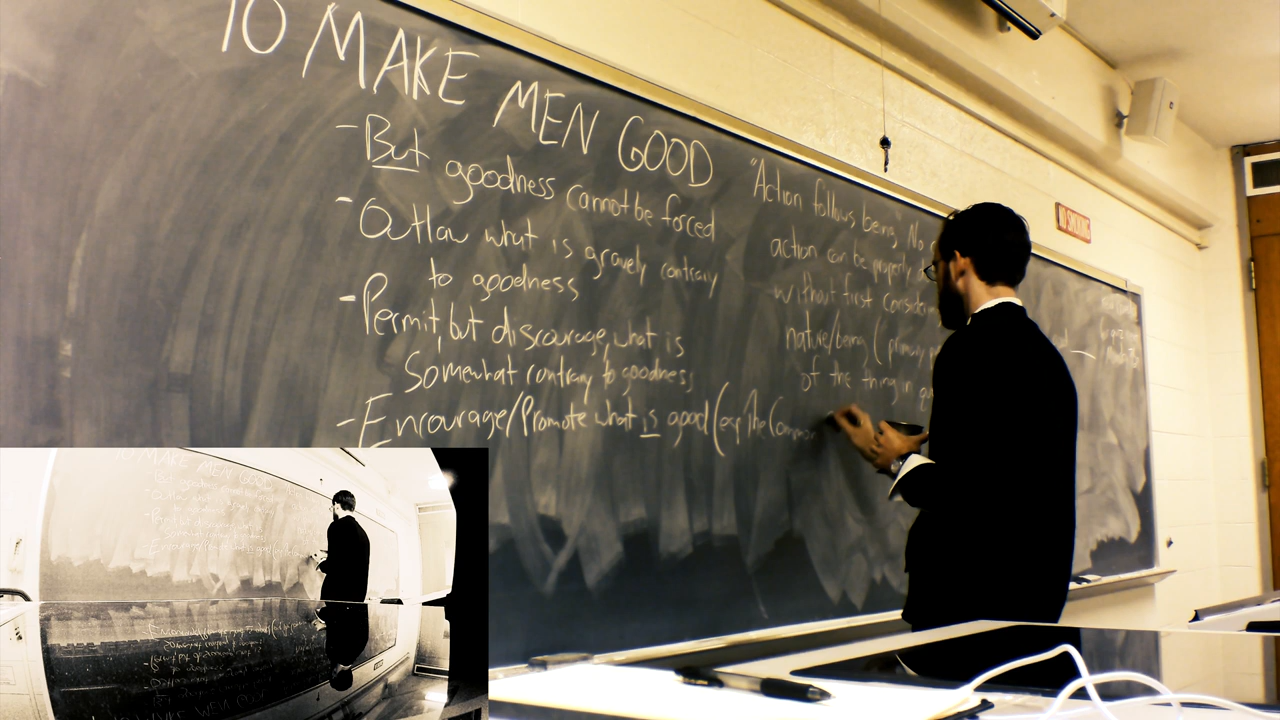 TO MAKE MEN GOOD
- But goodness cannot be forced
- Outlaw what is gravely contrary
to goodness
- Permit, but discourage, what is
Somewhat contrary to goodness
- Encourage/Promote what is good (eg/ The Common
"Action follows being" No
action can be properly
without first
nature/being (primary
of the thing in
NO SMOKING